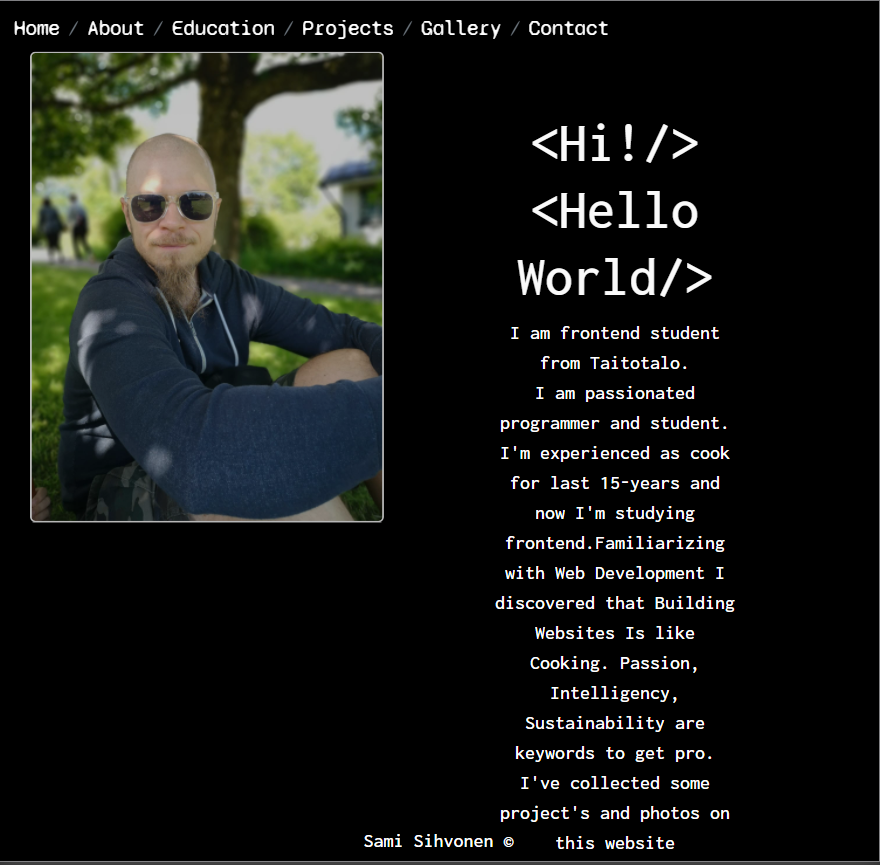 Home / About / Education / Projects / Gallery / Contact
<Hi!/>
<Hello
World/>
I am frontend student
from Taitotalo.
I am passionated
programmer and student.
I'm experienced as cook
for last 15-years and
now I'm studying
frontend.Familiarizing
with Web Development I
discovered that Building
Websites Is like
Cooking. Passion,
Intelligency,
Sustainability are
keywords to get pro.
I've collected some
project's and photos on
this website
Sami Sihvonen ©